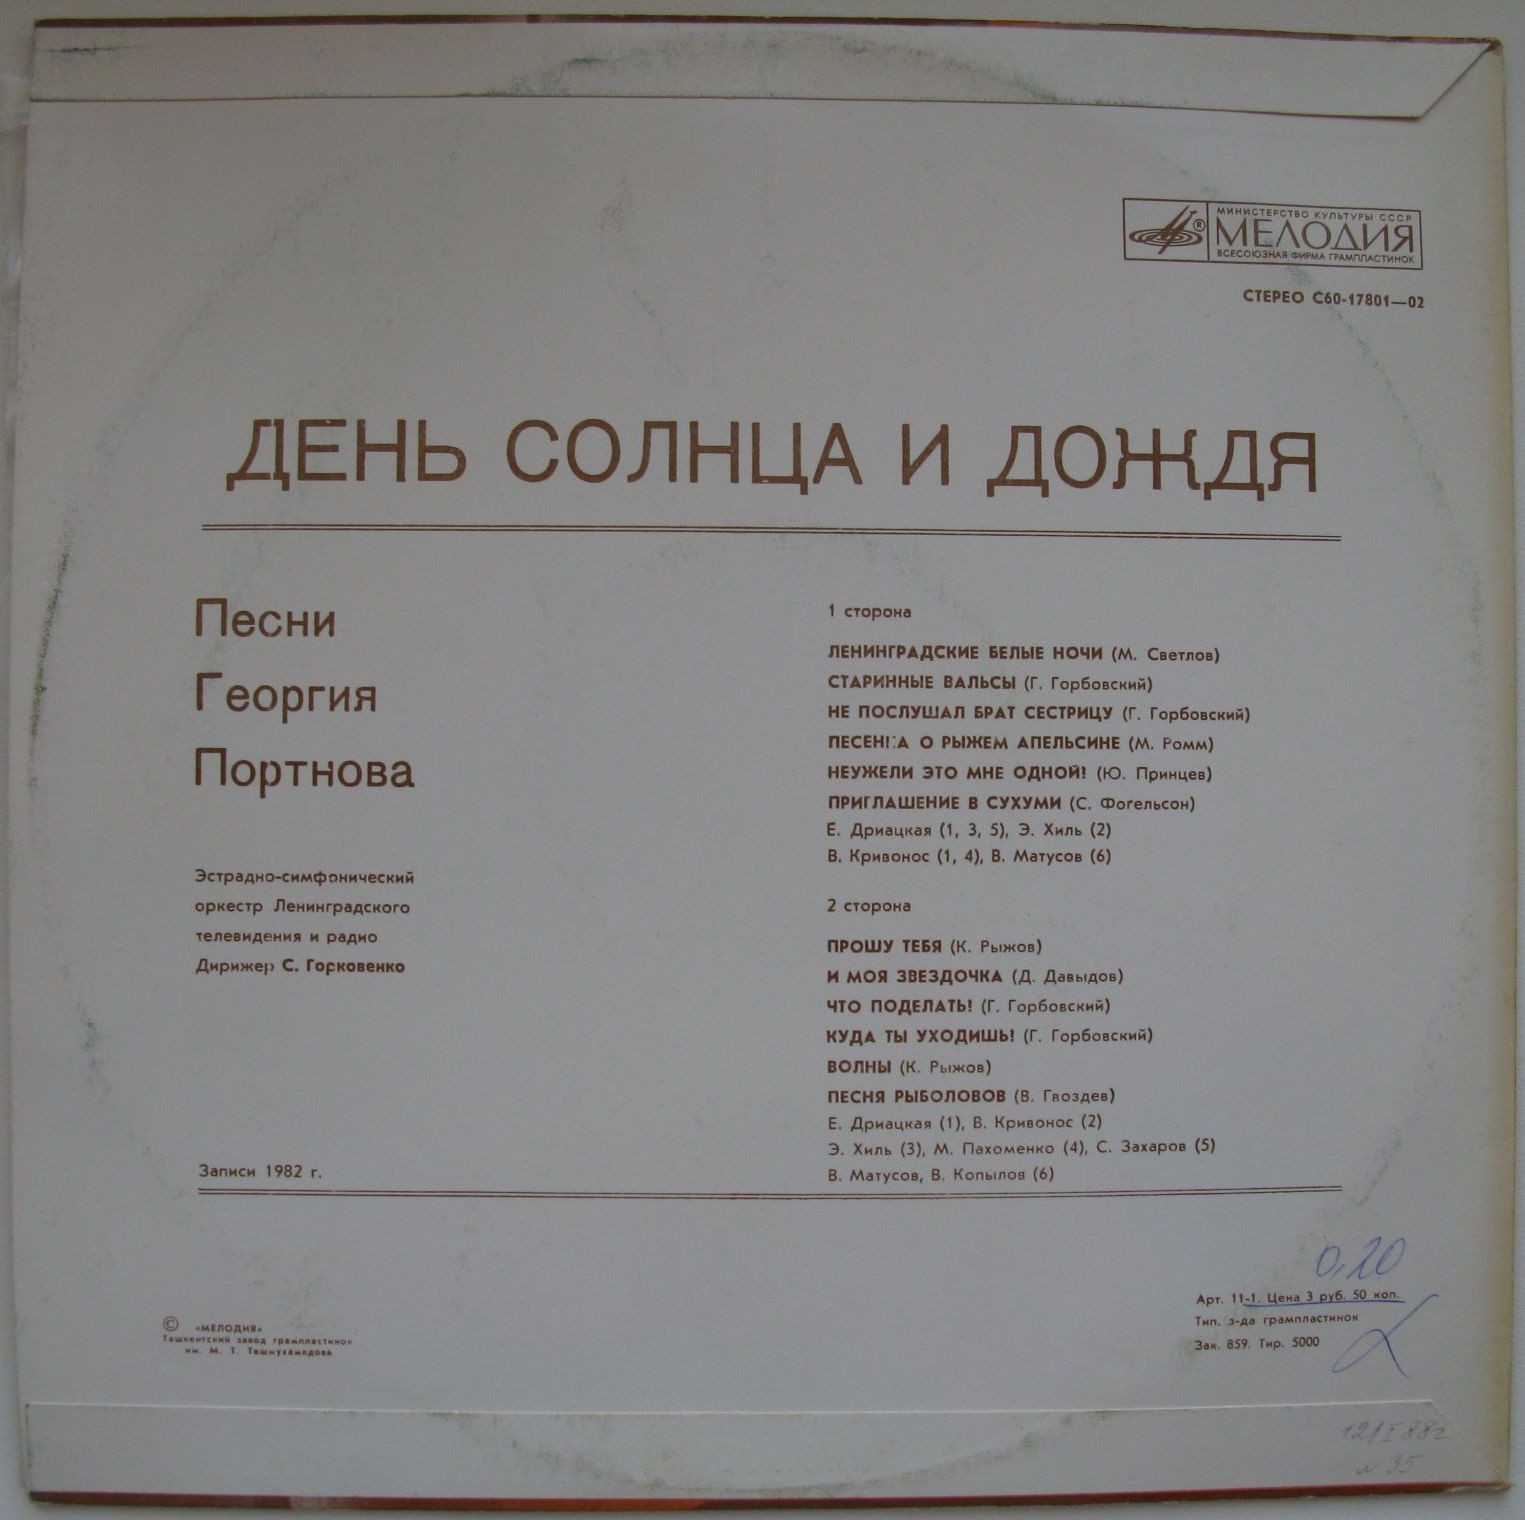 МИНИСТЕРСТВО КУЛЬТУРЫ СССР
МЕЛОДИЯ
ВСЕСОЮЗНАЯ ФИРМА ГРАМПЛАСТИНОК
СТЕРЕО С60-17801—02
ДЕНЬ СОЛНЦА И ДОЖДЯ
Песни
Георгия
Портнова
Эстрадно-симфонический
оркестр Ленинградского
телевидения и радио
Дирижер С. Горковенко
Записи 1982 г.
1 сторона
ЛЕНИНГРАДСКИЕ БЕЛЫЕ НОЧИ (М. Светлов)
СТАРИННЫЕ ВАЛЬСЫ (Г. Горбовский)
НЕ ПОСЛУШАЛ БРАТ СЕСТРИЦУ (Г. Горбовский)
ПЕСЕНКА О РЫЖЕМ АПЕЛЬСИНЕ (М. Ромм)
НЕУЖЕЛИ ЭТО МНЕ ОДНОЙ! (Ю. Принцев)
ПРИГЛАШЕНИЕ В СУХУМИ (С. Фогельсон)
Е. Дриацкая (1, 3, 5), Э. Хиль (2)
В. Кривонос (1, 4), В. Матусов (6)
2 сторона
ПРОШУ ТЕБЯ (К. Рыжов)
И МОЯ ЗВЕЗДОЧКА (Д. Давыдов)
ЧТО ПОДЕЛАТЬ! (Г. Горбовский)
КУДА ТЫ УХОДИШЬ! (Г. Горбовский)
ВОЛНЫ (К. Рыжов)
ПЕСНЯ РЫБОЛОВОВ (В. Гвоздев)
Е. Дриацкая (1), В. Кривонос (2)
Э. Хиль (3), М. Пахоменко (4), С. Захаров (5)
В. Матусов, В. Копылов (6)
© «МЕЛОДИЯ»
Ташкентский завод грампластинок
им. М. Т. Ташмухамедова
0,20
Арт. 11-1. Цена 3 руб. 50 коп.
Тип. з-да грампластинок
Зак. 859. Тир. 5000
12/I 88г
№ 35